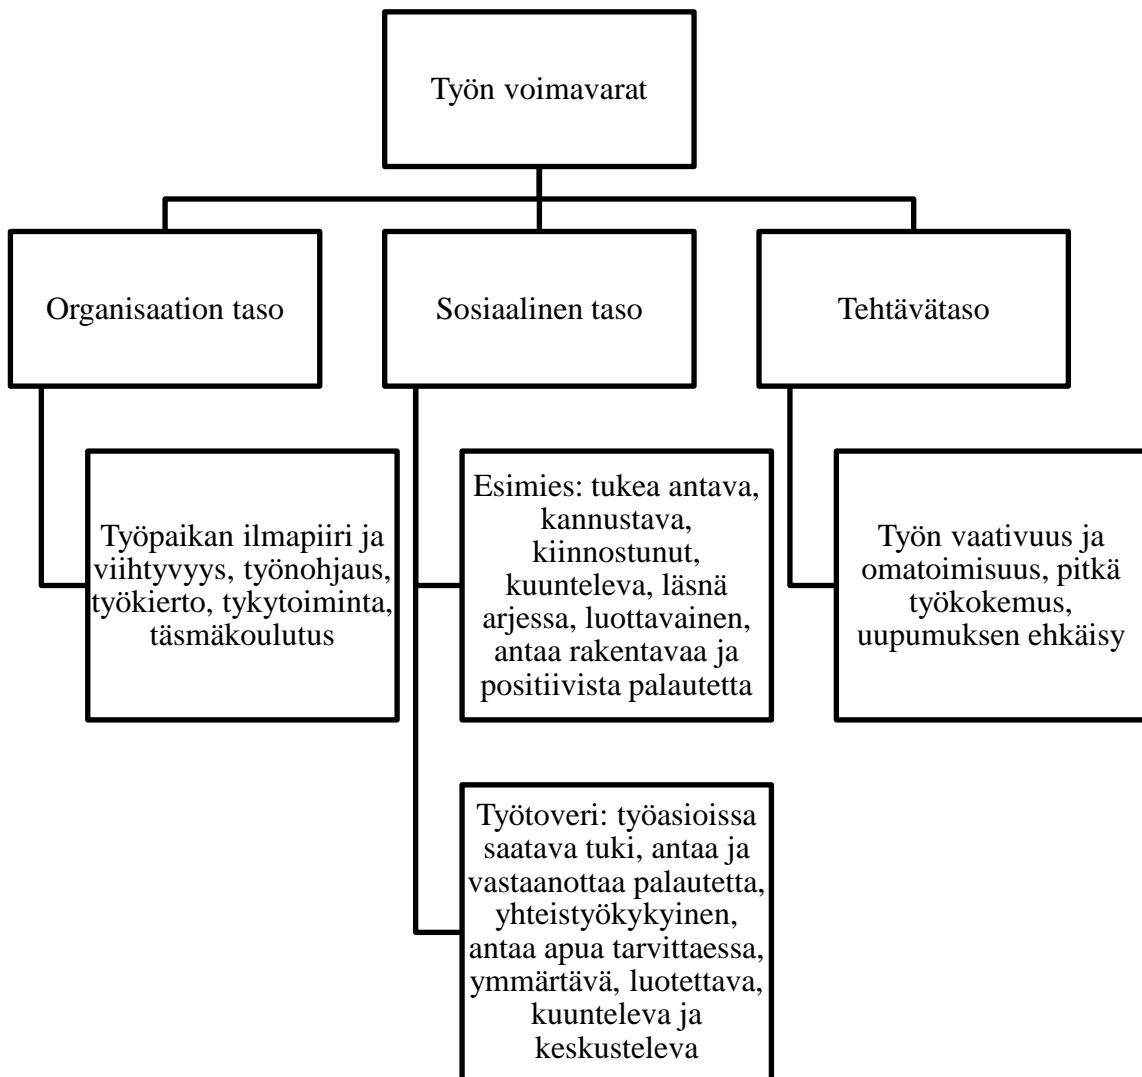 Työn voimavarat
Organisaation taso
Sosiaalinen taso
Tehtävätaso
Työpaikan ilmapiiri ja
viihtyvyys, työnohjaus,
työkierto, tykytoiminta,
täsmäkoulutus
Esimies: tukea antava,
kannustava,
kiinnostunut,
kuunteleva, läsnä
arjessa, luottavainen,
antaa rakentavaa ja
positiivista palautetta
Työn vaativuus ja
omatoimisuus, pitkä
työkokemus,
uupumuksen ehkäisy
Työtoveri: työasioissa
saatava tuki, antaa ja
vastaanottaa palautetta,
yhteistyökykyinen,
antaa apua tarvittaessa,
ymmärtävä, luotettava,
kuunteleva ja
keskusteleva